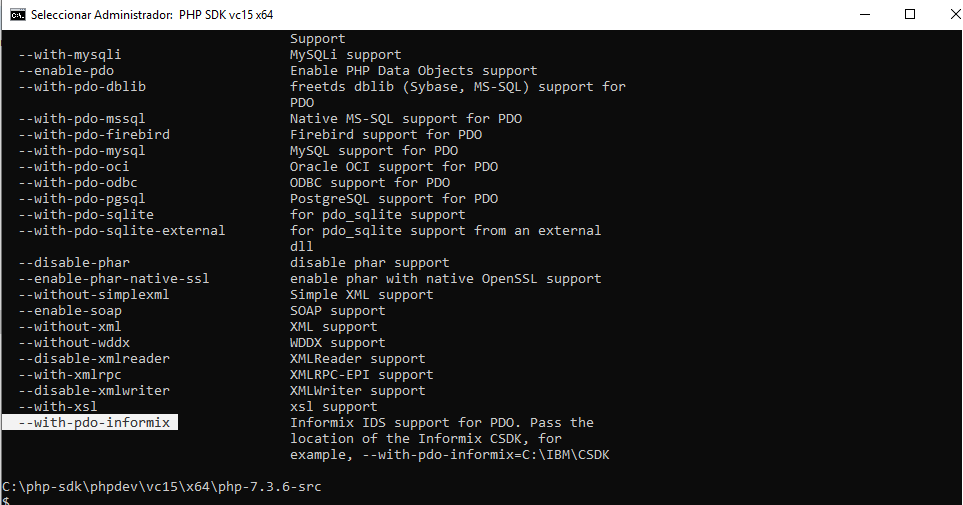 Seleccionar Administrador: PHP SDK vc15 x64
Support
--with-mysqli MySQLi support
--enable-pdo Enable PHP Data Objects support
--with-pdo-dblib freetds dblib (Sybase, MS-SQL) support for
PDO
--with-pdo-mssql Native MS-SQL support for PDO
--with-pdo-firebird Firebird support for PDO
--with-pdo-mysql MySQL support for PDO
--with-pdo-oci Oracle OCI support for PDO
--with-pdo-odbc ODBC support for PDO
--with-pdo-pgsql PostgreSQL support for PDO
--with-pdo-sqlite for pdo_sqlite support
--with-pdo-sqlite-external for pdo_sqlite support from an external
dll
--disable-phar disable phar support
--enable-phar-native-ssl enable phar with native OpenSSL support
--without-simplexml Simple XML support
--enable-soap SOAP support
--without-xml XML support
--without-wddx WDDX support
--disable-xmlreader XMLReader support
--with-xmlrpc XMLRPC-EPI support
--disable-xmlwriter XMLWriter support
--with-xsl xsl support
--with-pdo-informix Informix IDS support for PDO. Pass the
location of the Informix CSDK, for
example, --with-pdo-informix=C:\IBM\CSDK
C:\php-sdk\phpdev\vc15\x64\php-7.3.6-src
$